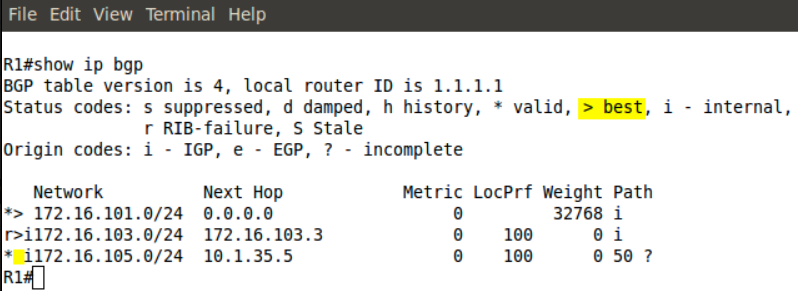 File Edit View Terminal Help
R1#show ip bgp
BGP table version is 4, local router ID is 1.1.1.1
Status codes: s suppressed, d damped, h history, * valid, > best, i - internal,
              r RIB-failure, S Stale
Origin codes: i - IGP, e - EGP, ? - incomplete
   Network          Next Hop            Metric LocPrf Weight Path
*> 172.16.101.0/24  0.0.0.0                  0         32768 i
r>i172.16.103.0/24  172.16.103.3             0    100      0 i
* i172.16.105.0/24  10.1.35.5                0    100      0 50 ?
R1#